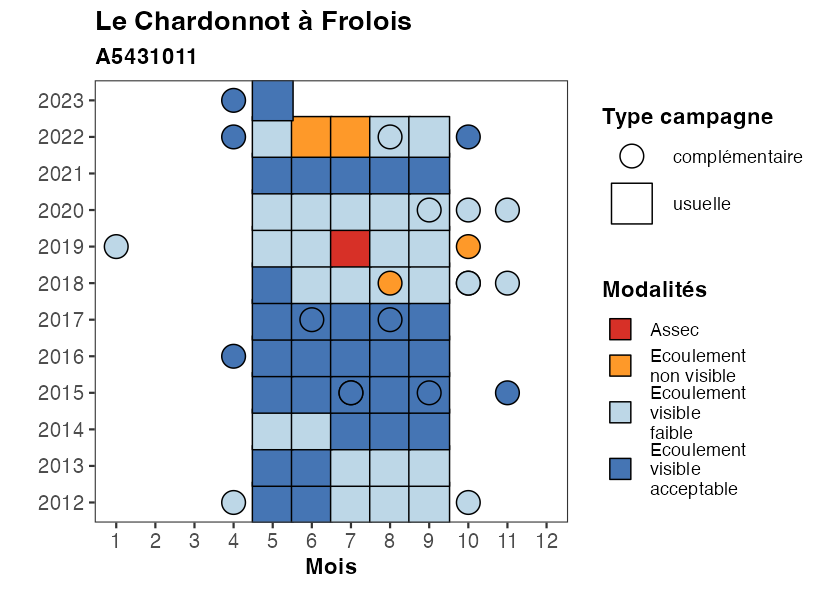 Le Chardonnot à Frolois
A5431011
2023
2022
2021
2020
2019
2018
2017
2016
2015
2014
2013
2012
1 2 3 4 5 6 7 8 9 10 11 12
Mois
Type campagne
complémentaire
usuelle
Modalités
Assec
Ecoulement
non visible
Ecoulement
visible
faible
Ecoulement
visible
acceptable